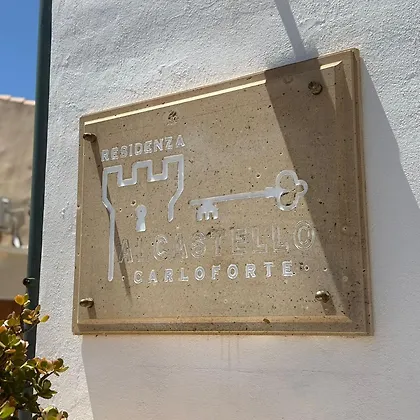 RESIDENZA
AL CASTELLO
· CARLOFORTE ·